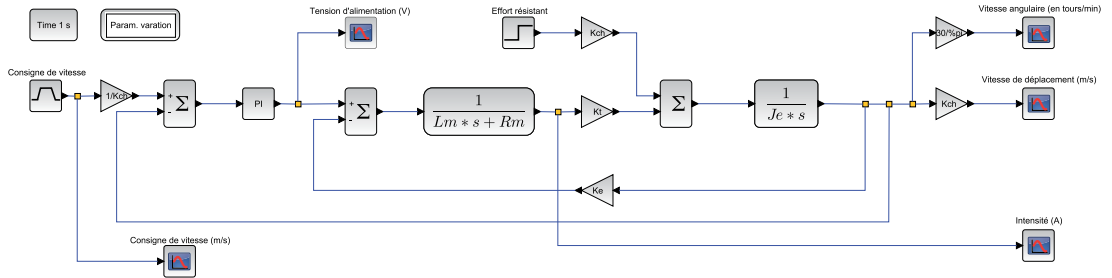 Time 1 s
Param. varation
Tension d'alimentation (V)
Effort résistant
Vitesse angulaire (en tours/min)
Kch
30/%pi
Consigne de vitesse
Vitesse de déplacement (m/s)
1/Kch
+
-
Σ
PI
+
-
Σ
1
Lm * s + Rm
Kt
Σ
1
Je * s
Kch
Ke
Intensité (A)
Consigne de vitesse (m/s)